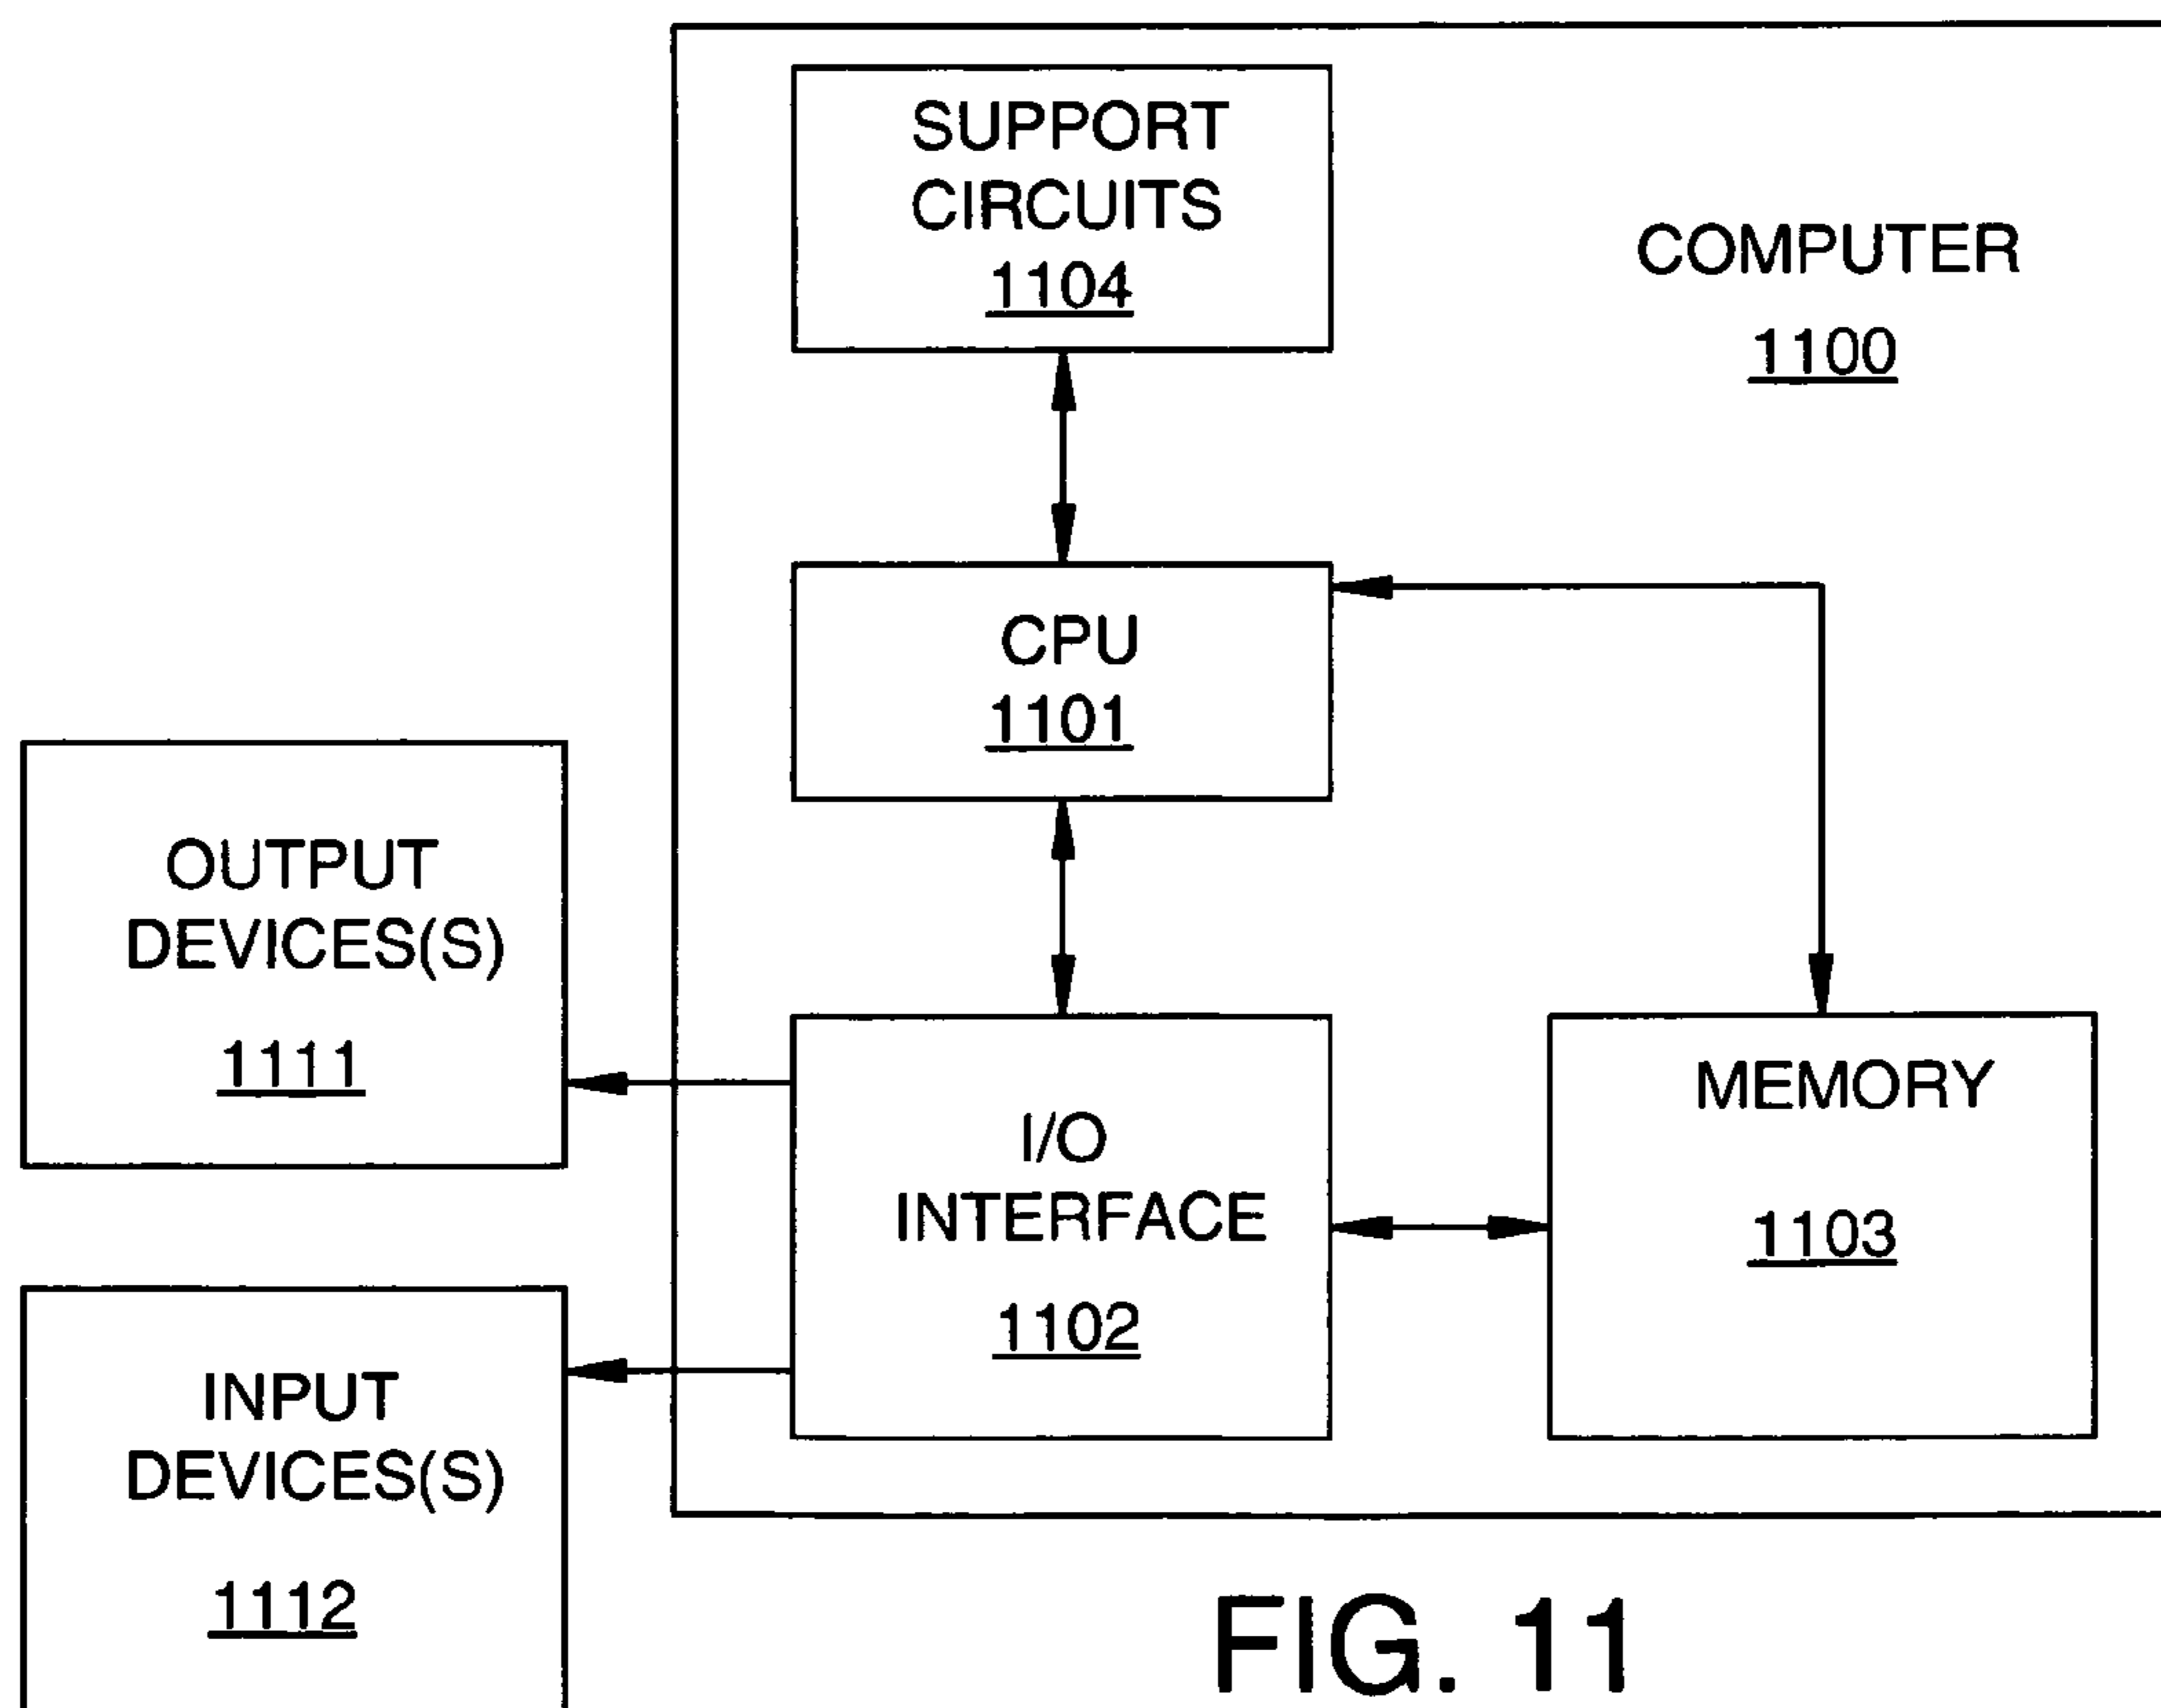 SUPPORT
CIRCUITS
1104
COMPUTER
1100
CPU
1101
OUTPUT
DEVICES(S)
1111
I/O
INTERFACE
1102
MEMORY
1103
INPUT
DEVICES(S)
1112
FIG. 11